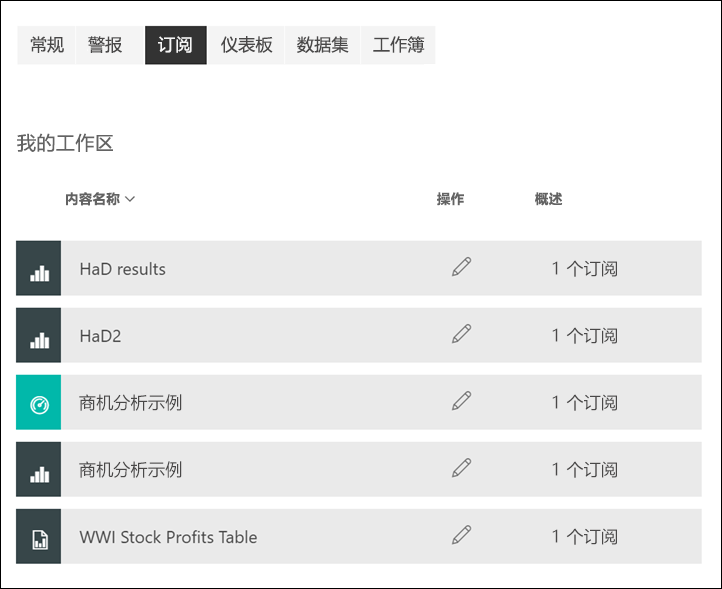 常规 警报 订阅 仪表板 数据集 工作簿
我的工作区
内容名称 操作 概述
HaD results 1 个订阅
HaD2 1 个订阅
商机分析示例 1 个订阅
商机分析示例 1 个订阅
WWI Stock Profits Table 1 个订阅